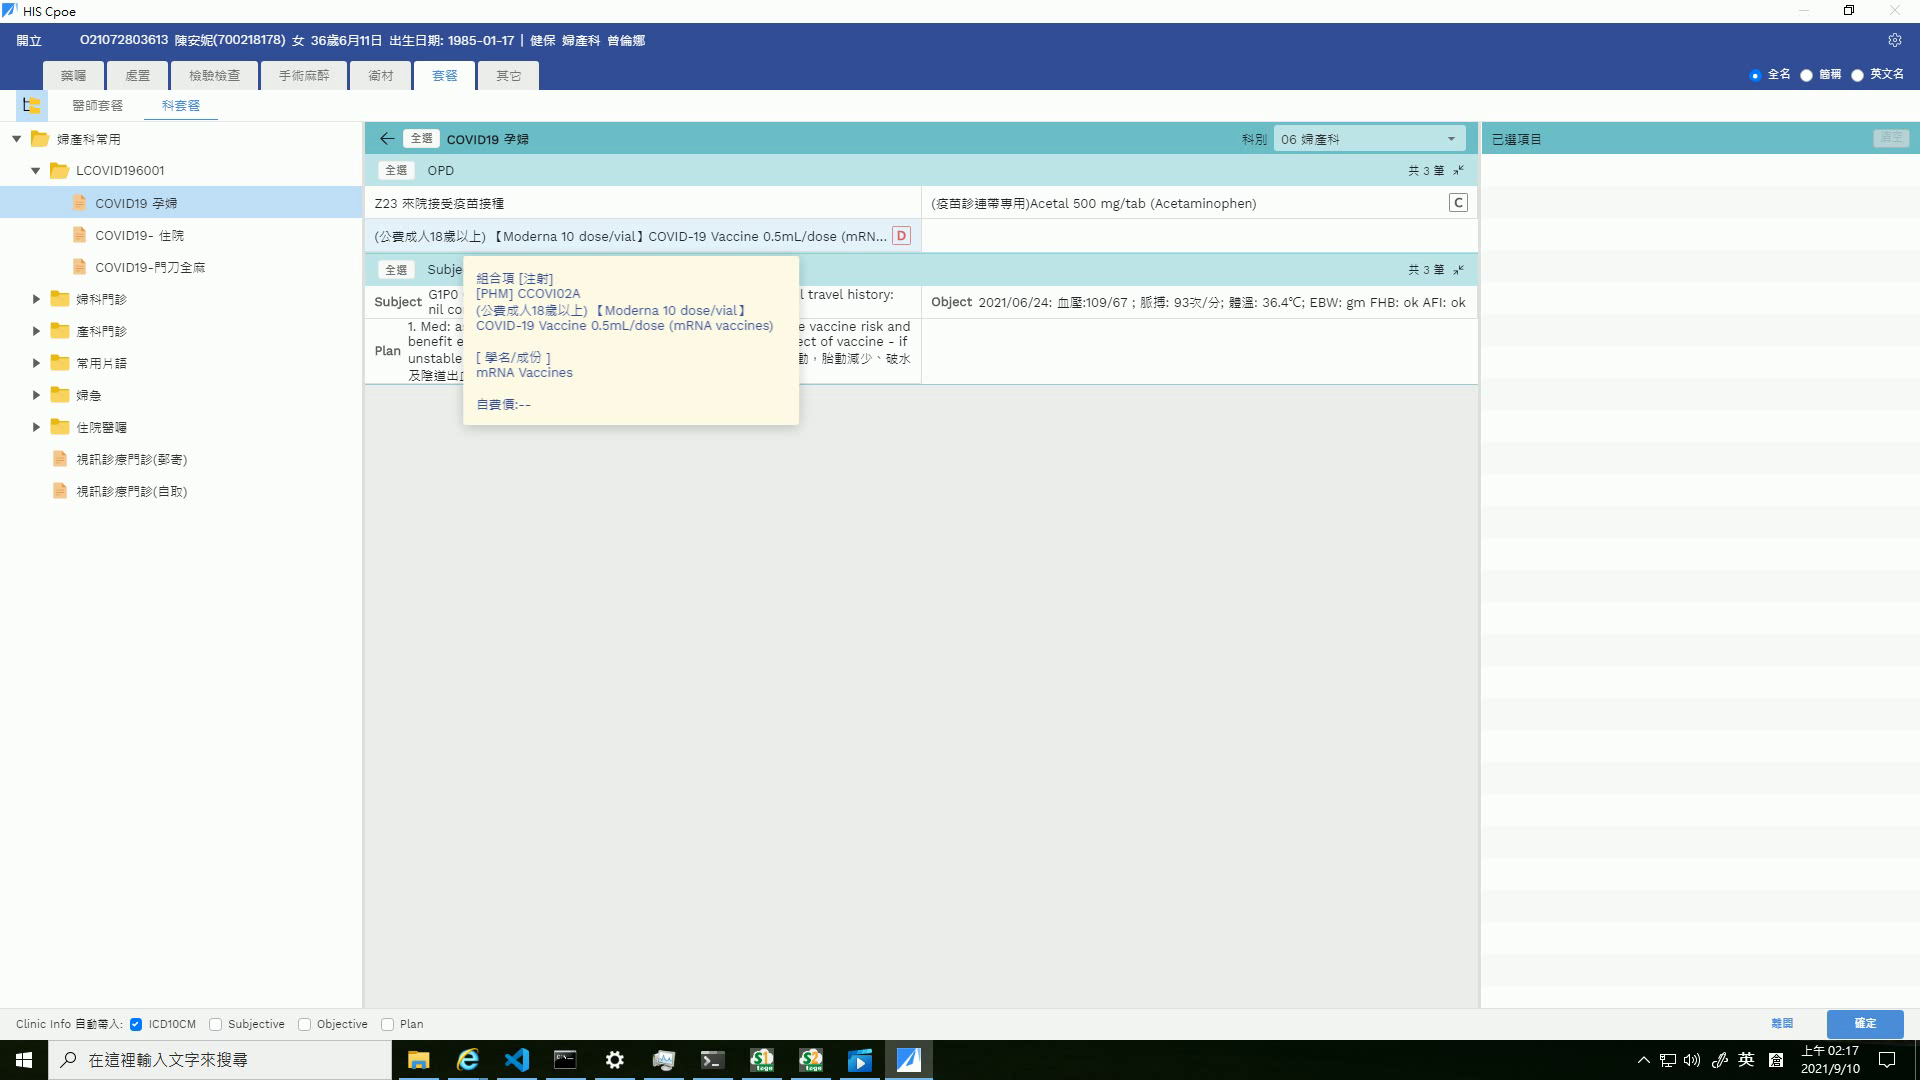 HIS Cpoe
開立 O21072803613 陳安妮(700218178) 女 36歲6月11日 出生日期: 1985-01-17 | 健保 婦產科 曾倫娜
藥囑 處置 檢驗檢查 手術麻醉 衛材 套餐 其它
全名 簡稱 英文名
醫師套餐 科套餐
婦產科常用
LCOVID196001
COVID19 孕婦
COVID19- 住院
COVID19-門刀全麻
婦科門診
產科門診
常用片語
婦急
住院醫囑
視訊診療門診(郵寄)
視訊診療門診(自取)
全選 COVID19 孕婦 科別 06 婦產科
全選 OPD 共 3 筆
Z23 來院接受疫苗接種 (疫苗診連帶專用)Acetal 500 mg/tab (Acetaminophen) C
(公費成人18歲以上) 【Moderna 10 dose/vial】COVID-19 Vaccine 0.5mL/dose (mRN... D
全選 Subje 共 3 筆
Subject G1P0 l travel history:
nil co
Object 2021/06/24: 血壓:109/67 ; 脈搏: 93次/分; 體溫: 36.4℃; EBW: gm FHB: ok AFI: ok
Plan 1. Med: a e vaccine risk and
benefit e ect of vaccine - if
unstable 動，胎動減少、破水
及陰道出
組合項 [注射]
[PHM] CCOVI02A
(公費成人18歲以上) 【Moderna 10 dose/vial】
COVID-19 Vaccine 0.5mL/dose (mRNA vaccines)
[ 學名/成份 ]
mRNA Vaccines
自費價:--
已選項目 清空
Clinic Info 自動帶入: ICD10CM Subjective Objective Plan
離開 確定
在這裡輸入文字來搜尋
S1
togo
S2
togo
英
上午 02:17
2021/9/10